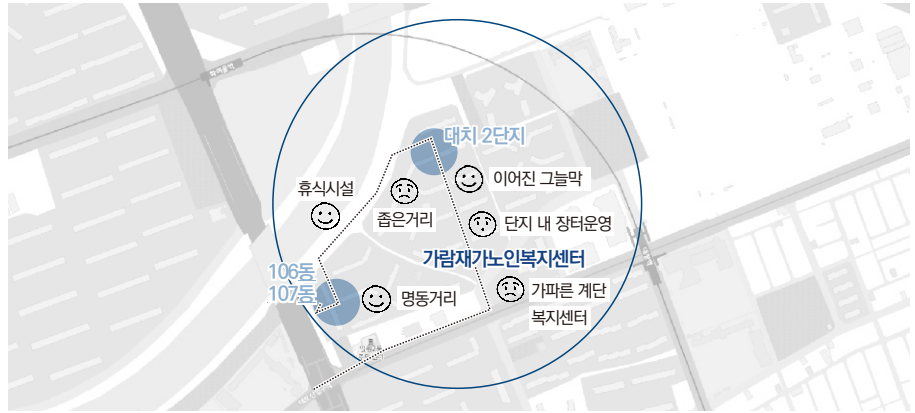 대치 2단지
이어진 그늘막
휴식시설
좁은거리
단지 내 장터운영
가람재가노인복지센터
106동
107동
명동거리
가파른 계단
복지센터